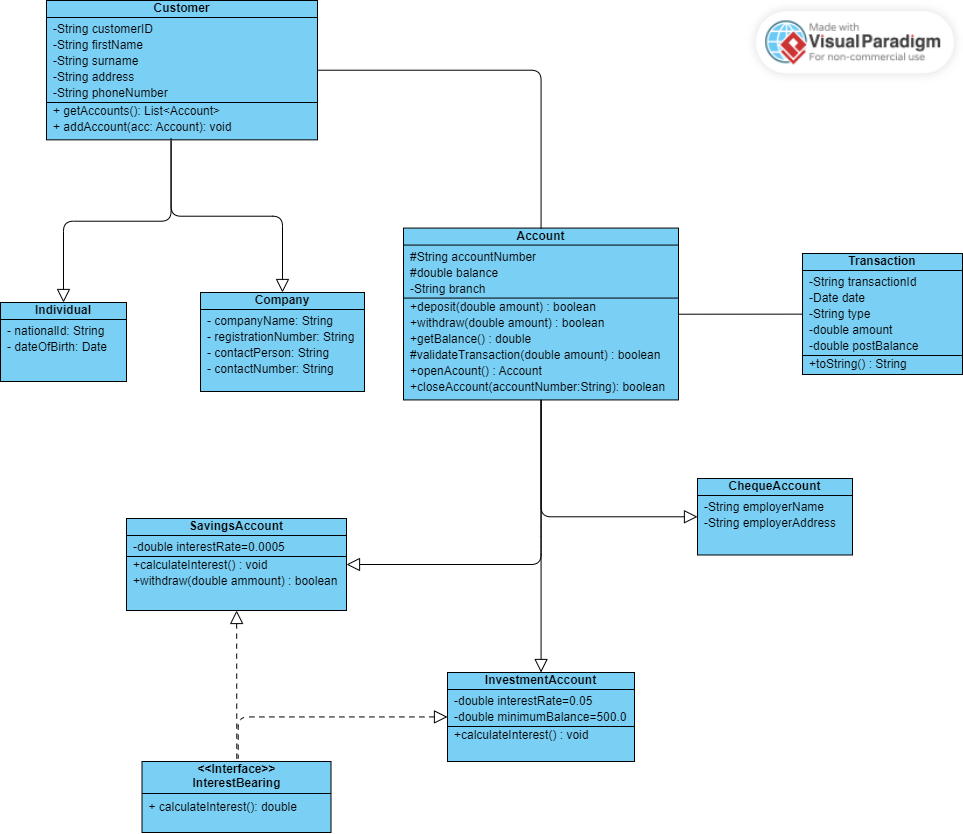 Customer
-String customerID
-String firstName
-String surname
-String address
-String phoneNumber
+ getAccounts(): List<Account>
+ addAccount(acc: Account): void
Made with
Visual Paradigm
For non-commercial use
Individual
- nationalId: String
- dateOfBirth: Date
Company
- companyName: String
- registrationNumber: String
- contactPerson: String
- contactNumber: String
Account
#String accountNumber
#double balance
-String branch
+deposit(double amount) : boolean
+withdraw(double amount) : boolean
+getBalance() : double
#validateTransaction(double amount) : boolean
+openAcount() : Account
+closeAccount(accountNumber:String): boolean
Transaction
-String transactionId
-Date date
-String type
-double amount
-double postBalance
+toString() : String
ChequeAccount
-String employerName
-String employerAddress
SavingsAccount
-double interestRate=0.0005
+calculateInterest() : void
+withdraw(double ammount) : boolean
InvestmentAccount
-double interestRate=0.05
-double minimumBalance=500.0
+calculateInterest() : void
<<Interface>>
InterestBearing
+ calculateInterest(): double